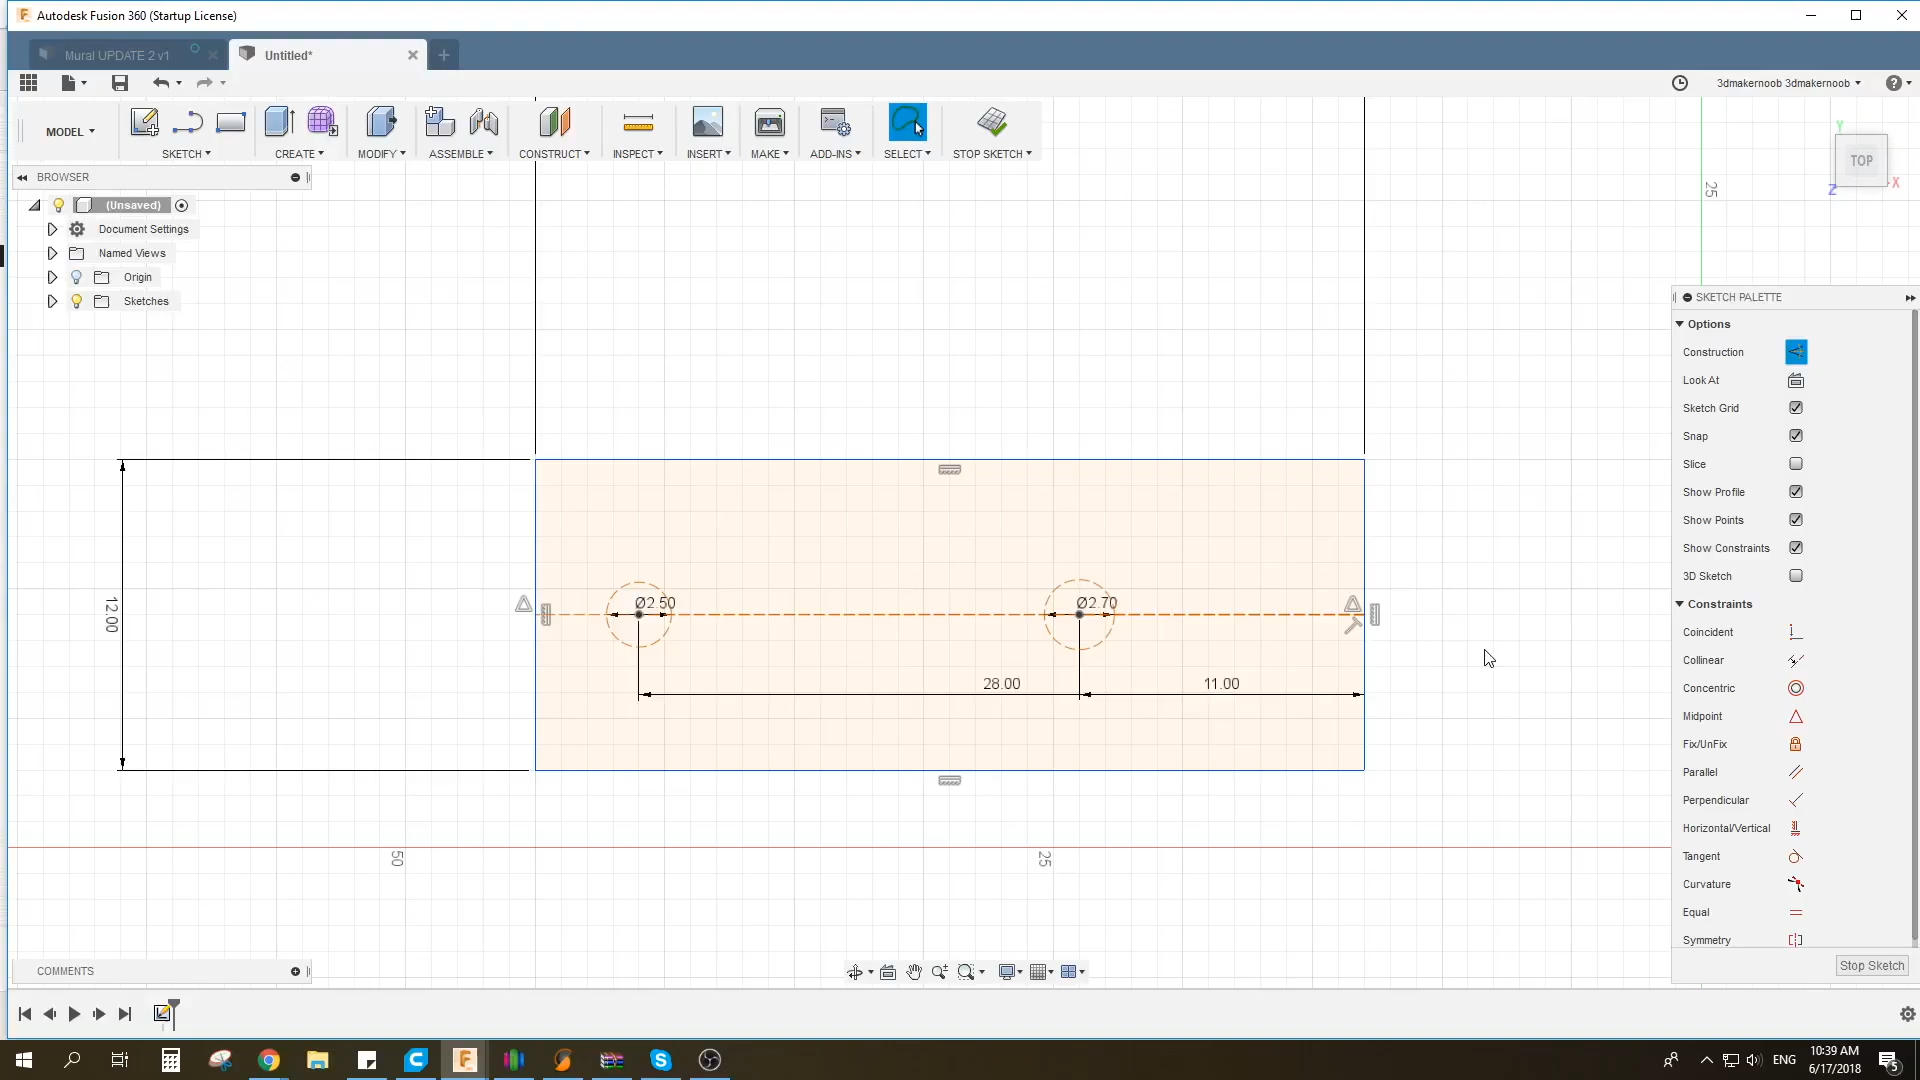 Autodesk Fusion 360 (Startup License)
Mural UPDATE 2 v1
Untitled*
3dmakernoob 3dmakernoob
MODEL
SKETCH
CREATE
MODIFY
ASSEMBLE
CONSTRUCT
INSPECT
INSERT
MAKE
ADD-INS
SELECT
STOP SKETCH
Y
TOP
Z
X
25
BROWSER
(Unsaved)
Document Settings
Named Views
Origin
Sketches
SKETCH PALETTE
Options
Construction
Look At
Sketch Grid
Snap
Slice
Show Profile
Show Points
Show Constraints
3D Sketch
Constraints
Coincident
Collinear
Concentric
Midpoint
Fix/UnFix
Parallel
Perpendicular
Horizontal/Vertical
Tangent
Curvature
Equal
Symmetry
Stop Sketch
12.00
Ø2.50
Ø2.70
28.00
11.00
50
25
COMMENTS
ENG
10:39 AM
6/17/2018
5